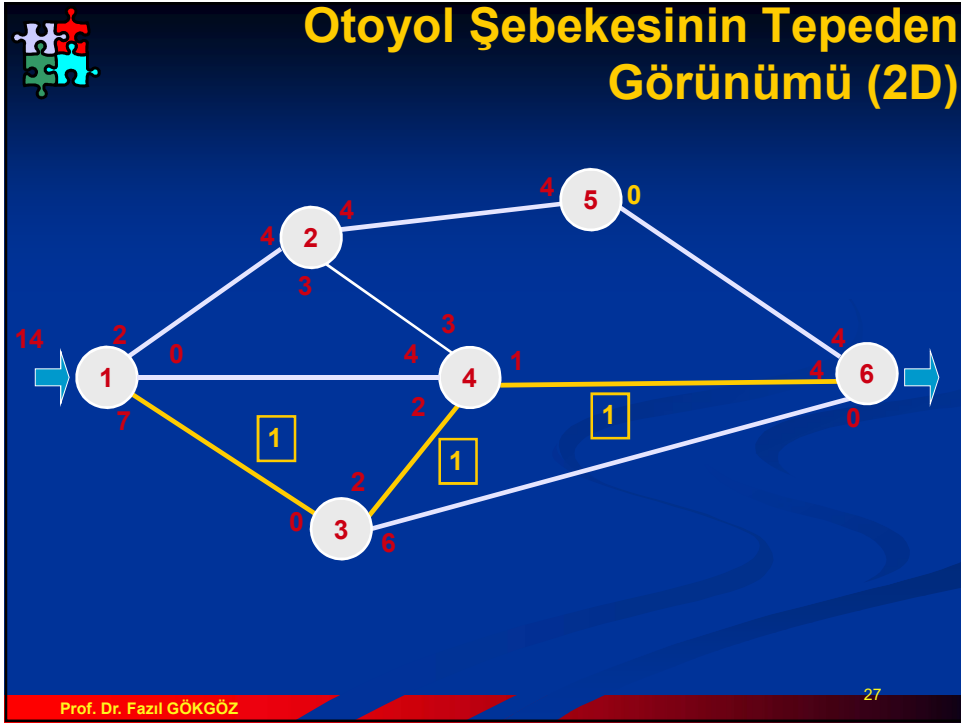 Otoyol Şebekesinin Tepeden
Görünümü (2D)
4 5 0
4
4 2
3
14 2 0 4 3 1 4
1 4 4 6
7 1 2 1 0
1
2
0 3 6
Prof. Dr. Fazıl GÖKGÖZ
27